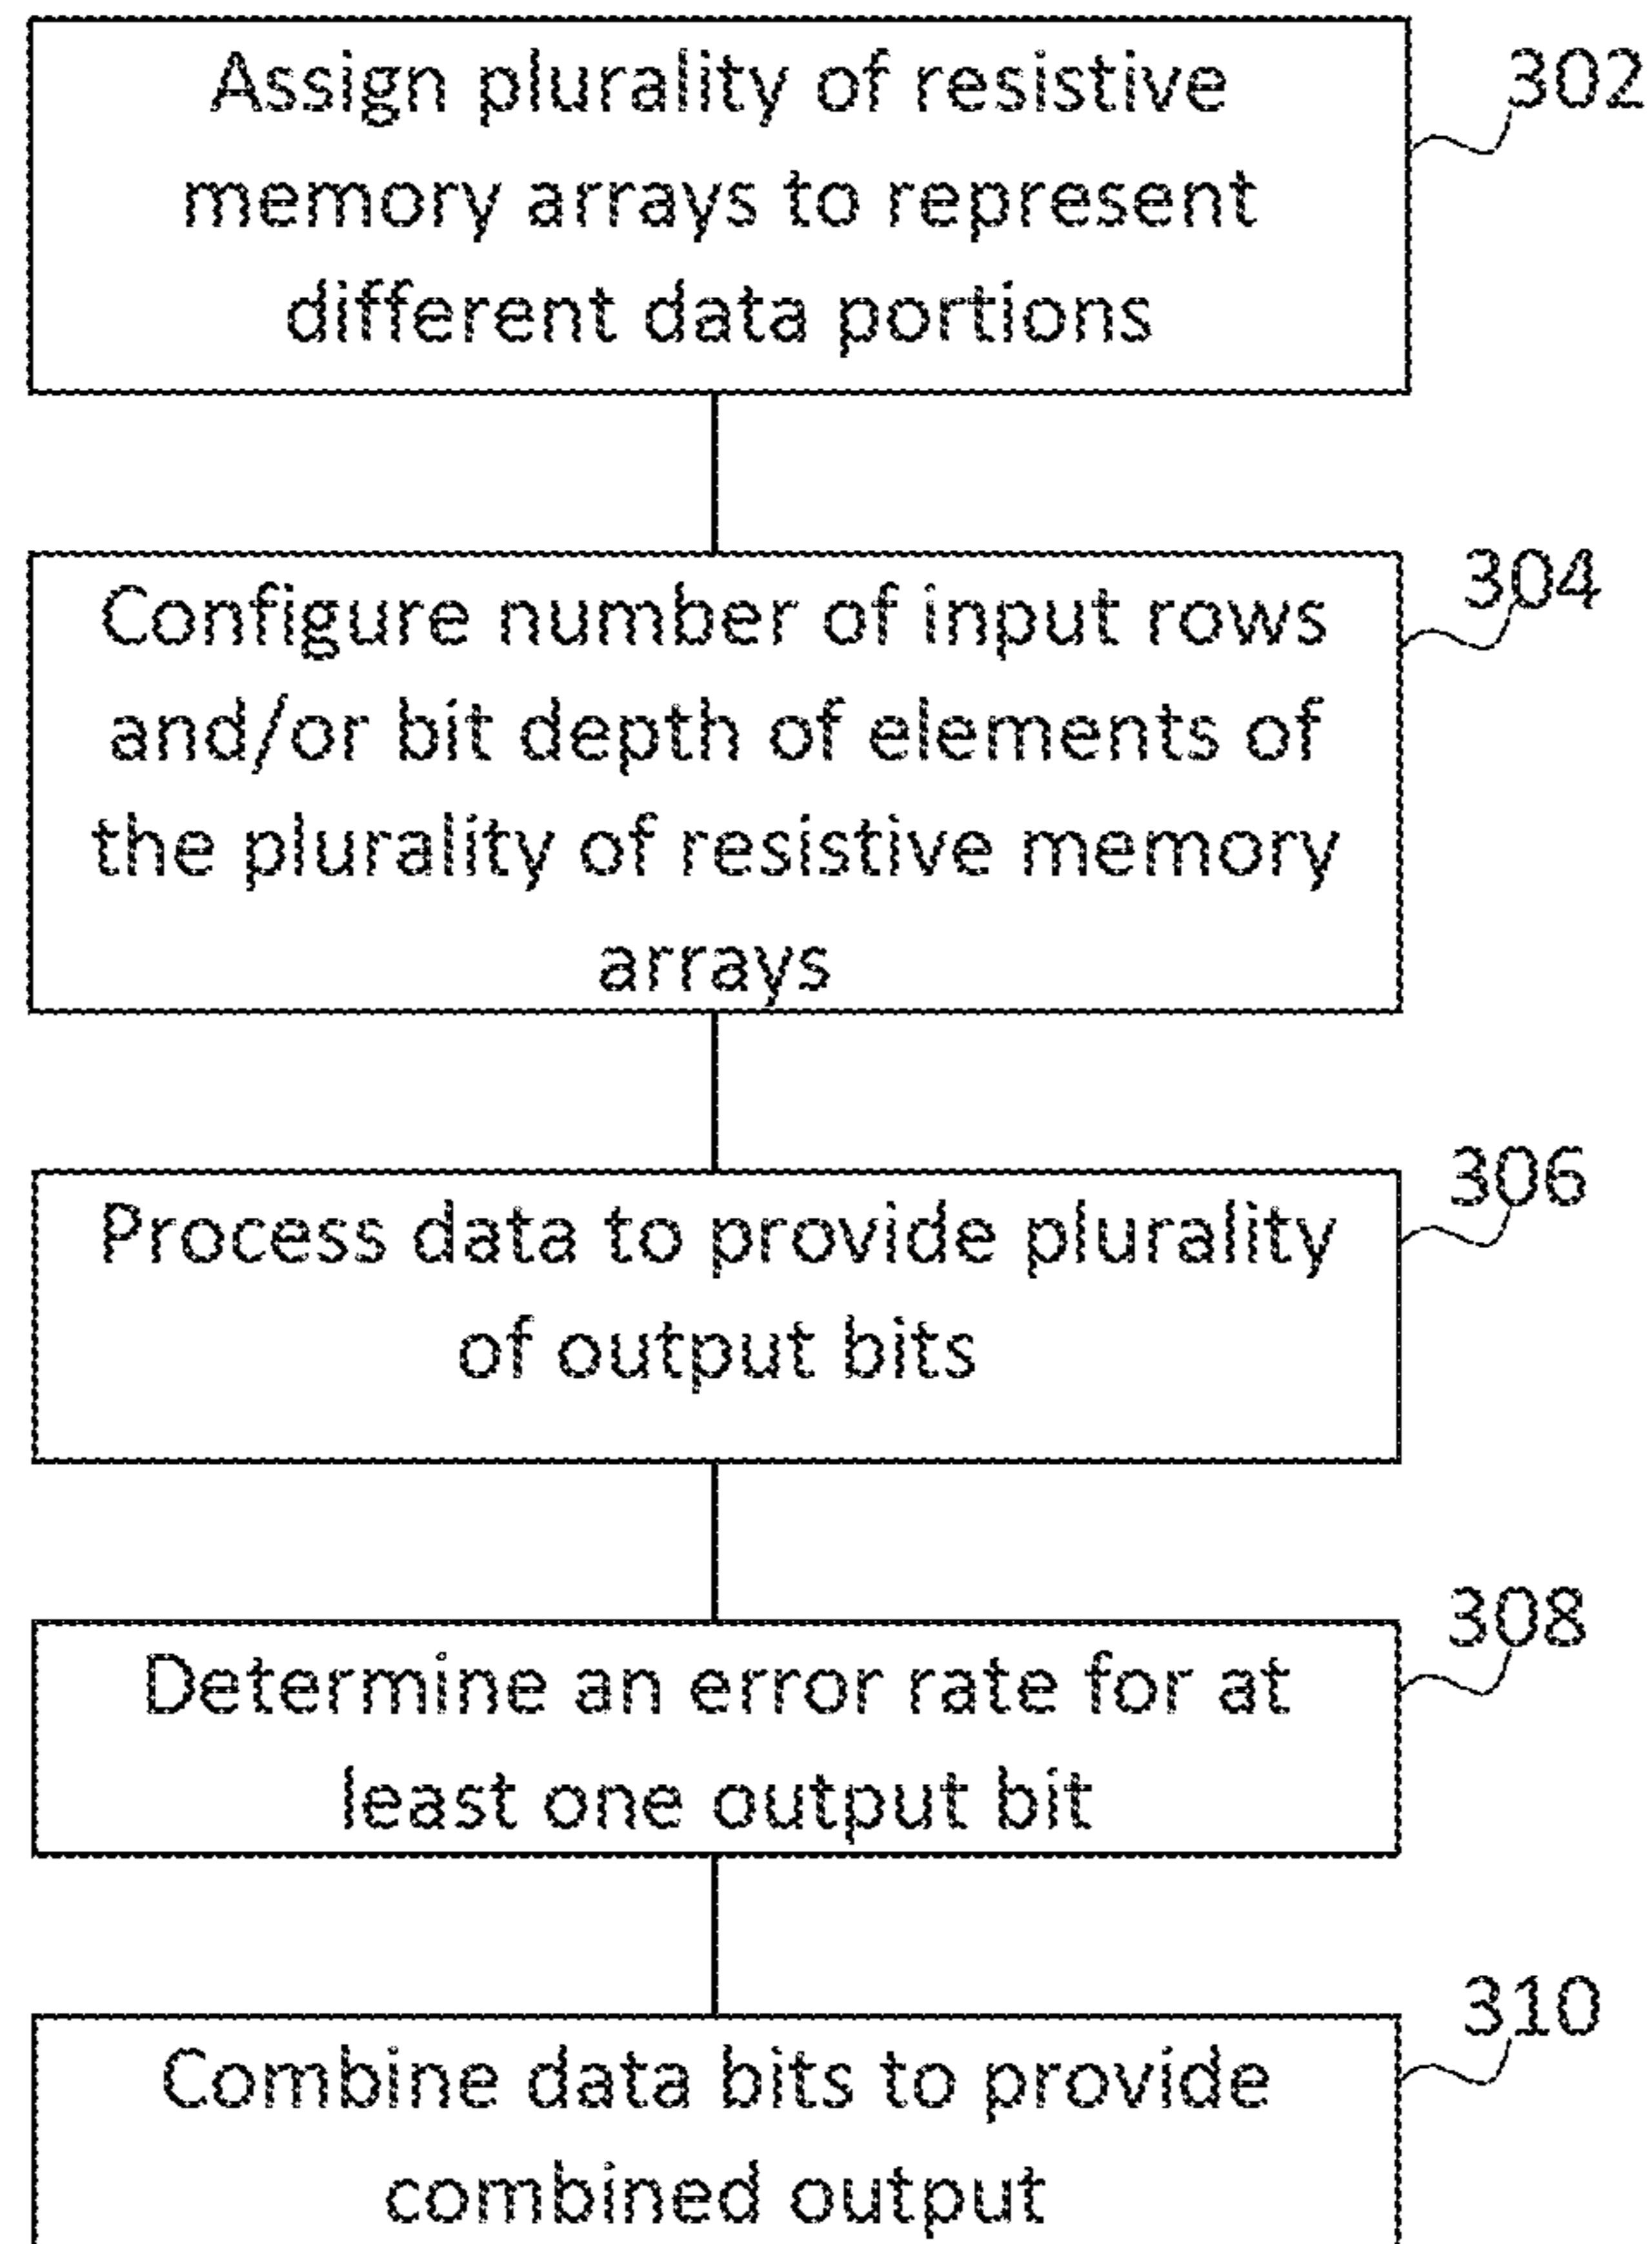 Assign plurality of resistive
302
memory arrays to represent
different data portions
Configure number of input rows
304
and/or bit depth of elements of
the plurality of resistive memory
arrays
Process data to provide plurality
306
of output bits
Determine an error rate for at
308
least one output bit
Combine data bits to provide
310
combined output